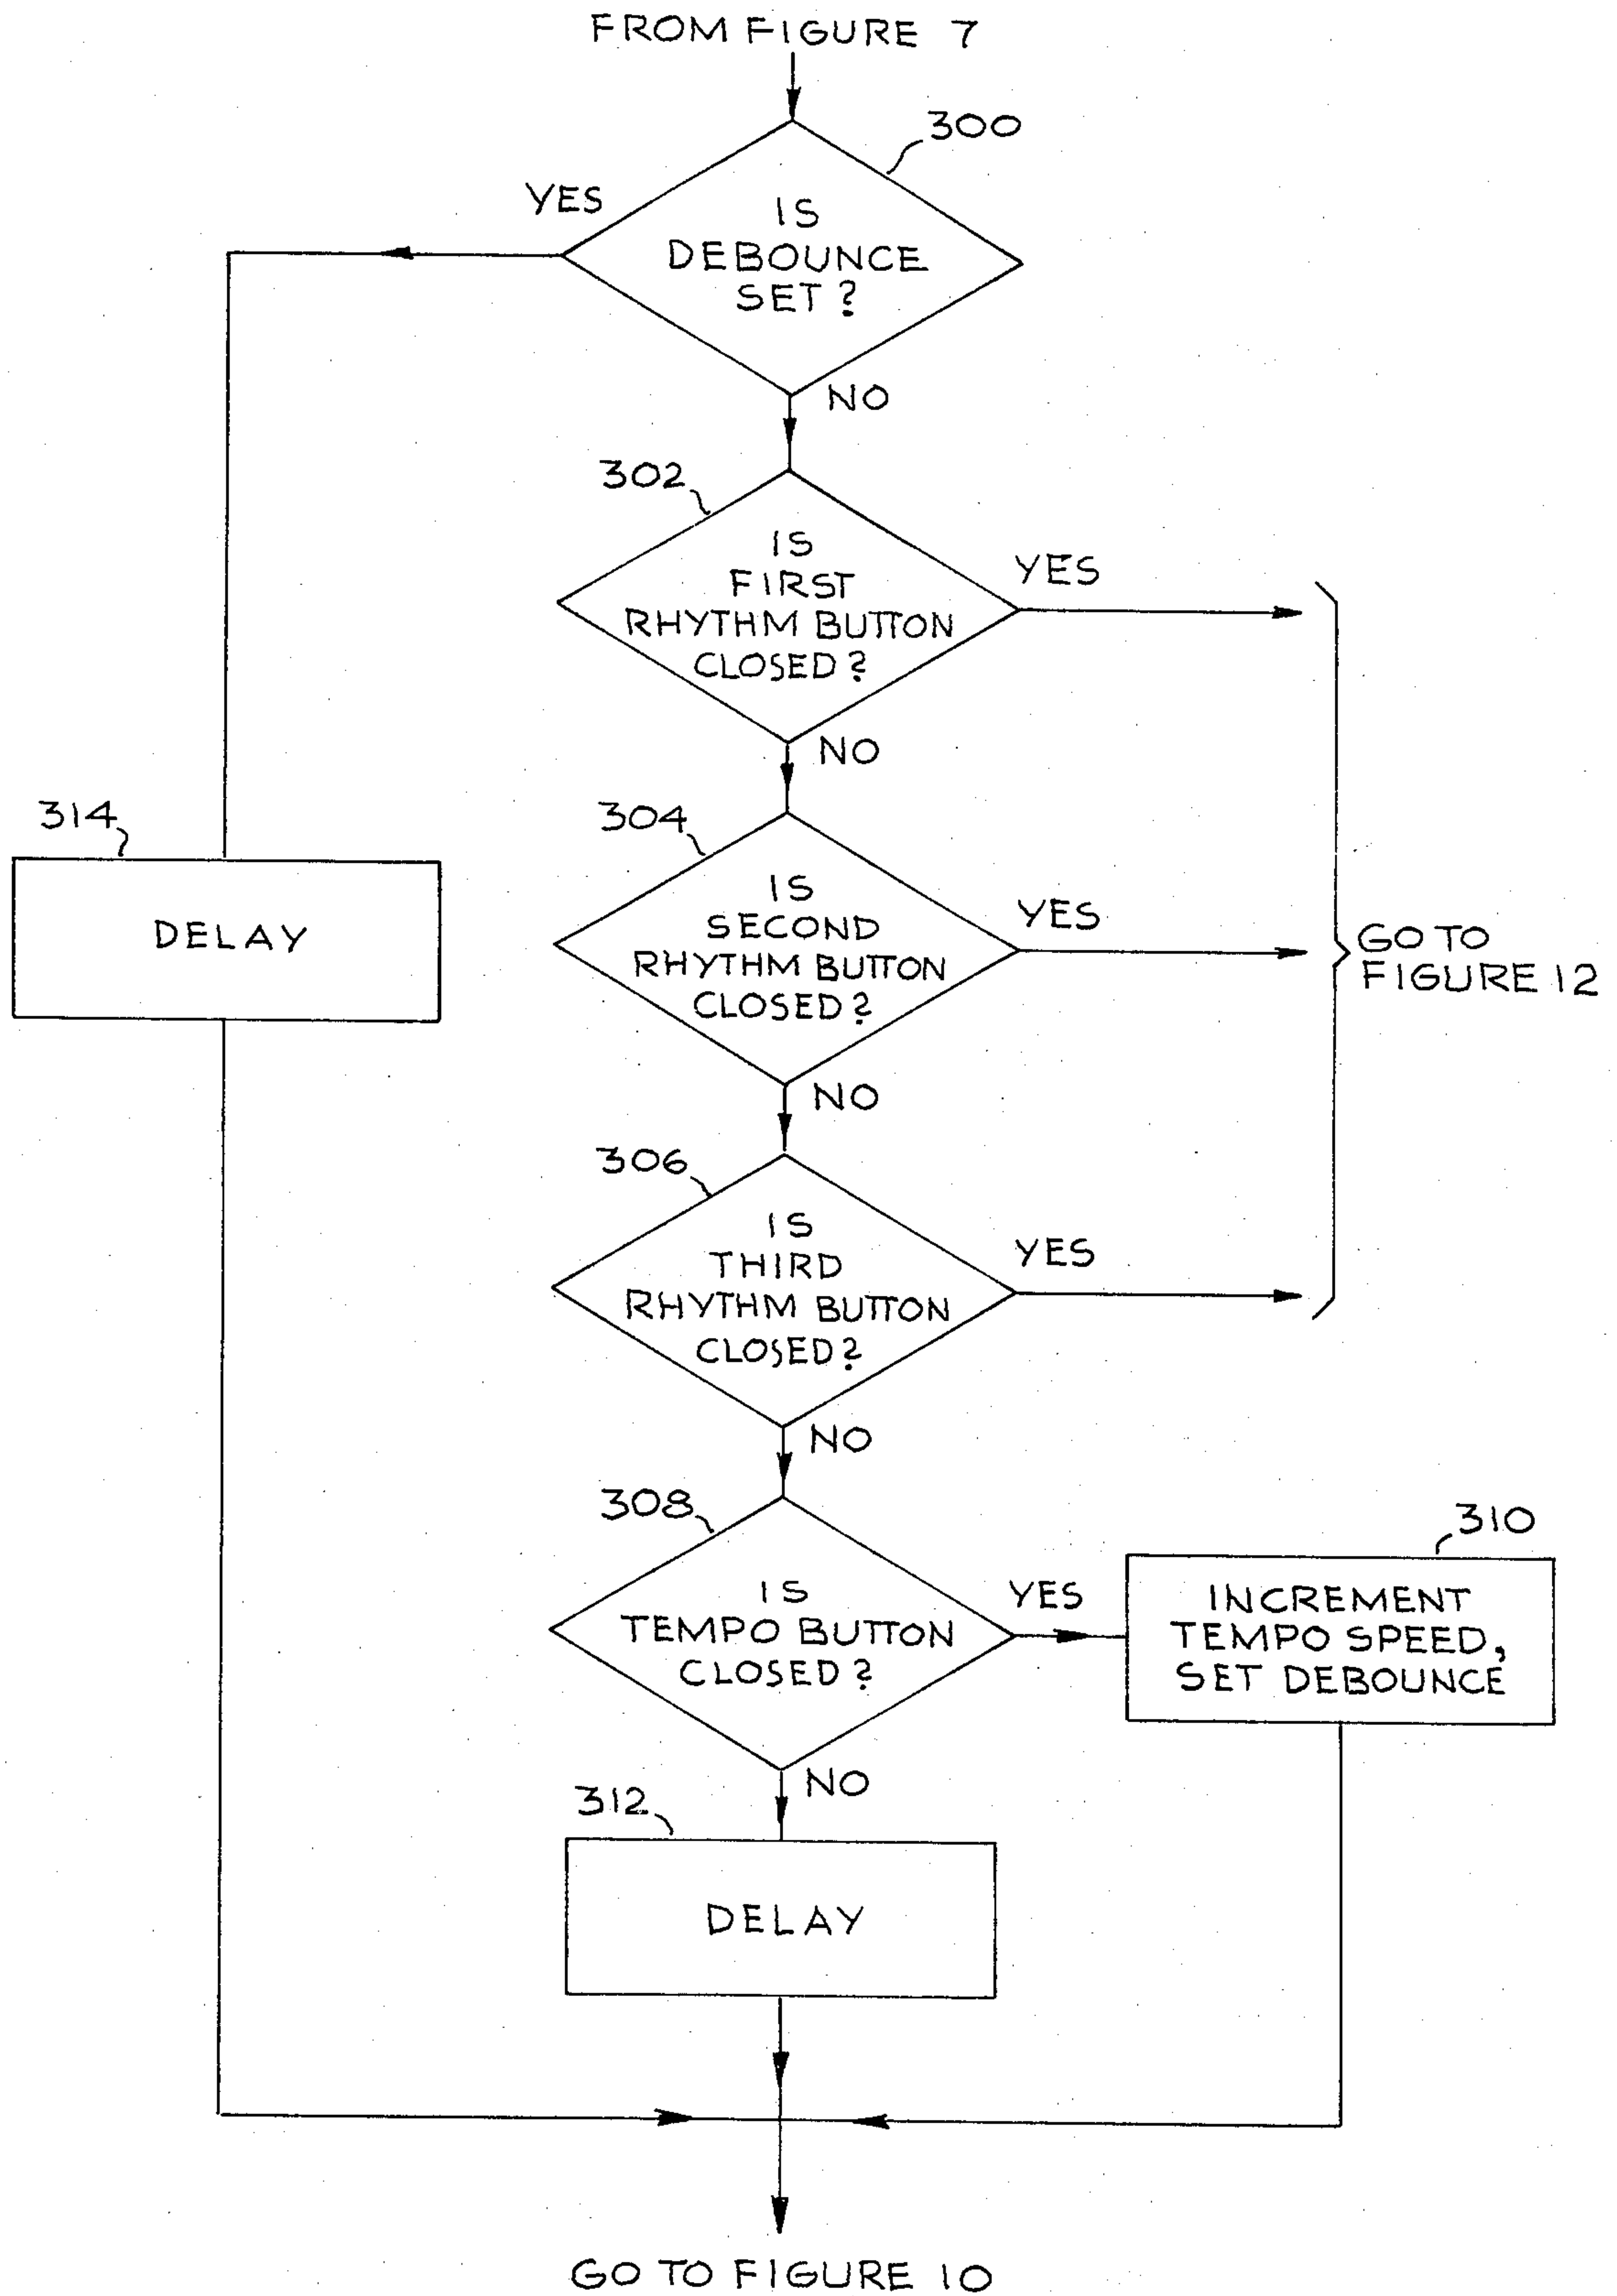 FROM FIGURE 7
300
YES
IS
DEBOUNCE
SET?
NO
302
IS
FIRST
RHYTHM BUTTON
CLOSED?
YES
NO
314
DELAY
304
IS
SECOND
RHYTHM BUTTON
CLOSED?
YES
GO TO
FIGURE 12
NO
306
IS
THIRD
RHYTHM BUTTON
CLOSED?
YES
NO
308
IS
TEMPO BUTTON
CLOSED?
YES
310
INCREMENT
TEMPO SPEED,
SET DEBOUNCE
NO
312
DELAY
GO TO FIGURE 10